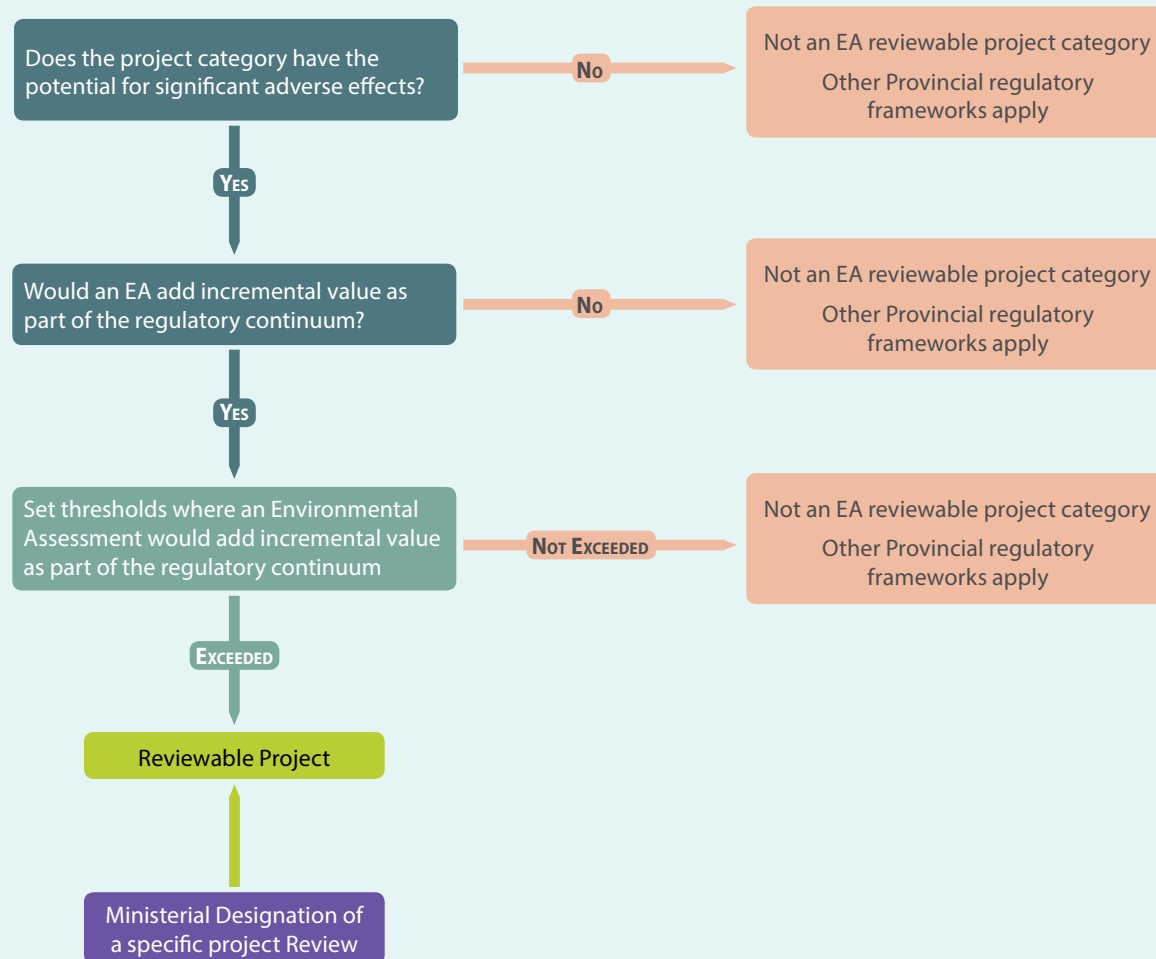 Does the project category have the
potential for significant adverse effects?
No
Not an EA reviewable project category
Other Provincial regulatory
frameworks apply
Yes
Would an EA add incremental value as
part of the regulatory continuum?
No
Not an EA reviewable project category
Other Provincial regulatory
frameworks apply
Yes
Set thresholds where an Environmental
Assessment would add incremental value
as part of the regulatory continuum
Not Exceeded
Not an EA reviewable project category
Other Provincial regulatory
frameworks apply
Exceeded
Reviewable Project
Ministerial Designation of
a specific project Review